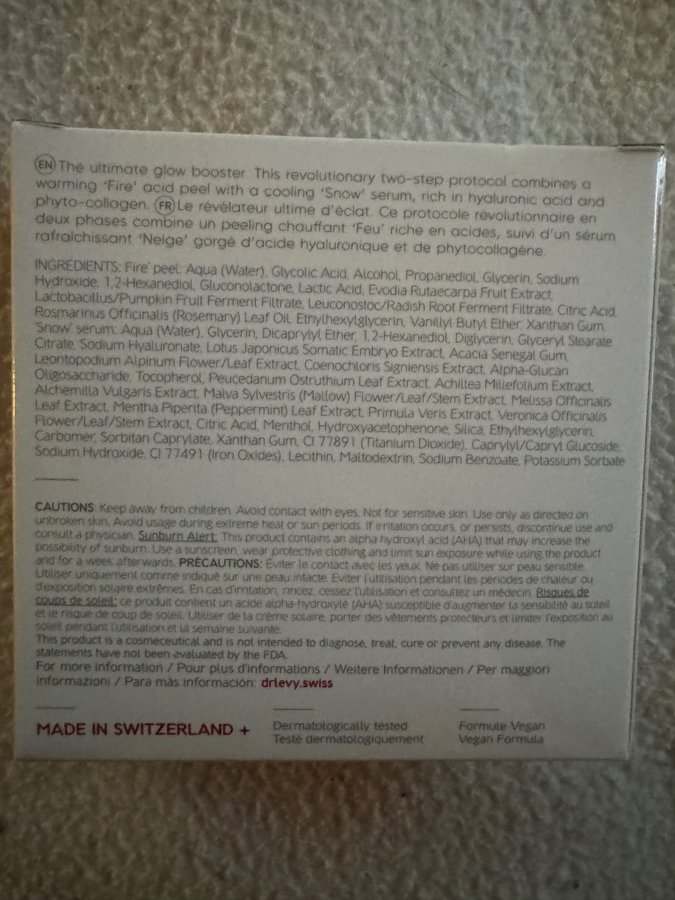 (EN) The ultimate glow booster. This revolutionary two-step protocol combines a
warming 'Fire' acid peel with a cooling 'Snow' serum, rich in hyaluronic acid and
phyto-collagen. (FR) Le révélateur ultime d'éclat. Ce protocole révolutionnaire en
deux phases combine un peeling chauffant 'Feu' riche en acides, suivi d'un sérum
rafraîchissant 'Neige' gorgé d'acide hyaluronique et de phytocollagène.
INGRÉDIENTS: 'Fire' peel: Aqua (Water), Glycolic Acid, Alcohol, Propanediol, Glycerin, Sodium
Hydroxide, 1,2-Hexanediol, Gluconolactone, Lactic Acid, Evodia Rutaecarpa Fruit Extract,
Lactobacillus/Pumpkin Fruit Ferment Filtrate, Leuconostoc/Radish Root Ferment Filtrate, Citric Acid,
Rosmarinus Officinalis (Rosemary) Leaf Oil, Ethylhexylglycerin, Vanillyl Butyl Ether, Xanthan Gum.
'Snow' serum: Aqua (Water), Glycerin, Dicaprylyl Ether, 1,2-Hexanediol, Diglycerin, Glyceryl Stearate
Citrate, Sodium Hyaluronate, Lotus Japonicus Somatic Embryo Extract, Acacia Senegal Gum,
Leontopodium Alpinum Flower/Leaf Extract, Coenochloris Signiensis Extract, Alpha-Glucan
Oligosaccharide, Tocopherol, Peucedanum Ostruthium Leaf Extract, Achillea Millefolium Extract,
Alchemilla Vulgaris Extract, Malva Sylvestris (Mallow) Flower/Leaf/Stem Extract, Melissa Officinalis
Leaf Extract, Mentha Piperita (Peppermint) Leaf Extract, Primula Veris Extract, Veronica Officinalis
Flower/Leaf/Stem Extract, Citric Acid, Menthol, Hydroxyacetophenone, Silica, Ethylhexylglycerin,
Carbomer, Sorbitan Caprylate, Xanthan Gum, CI 77891 (Titanium Dioxide), Caprylyl/Capryl Glucoside,
Sodium Hydroxide, CI 77491 (Iron Oxides), Lecithin, Maltodextrin, Sodium Benzoate, Potassium Sorbate
CAUTIONS: Keep away from children. Avoid contact with eyes. Not for sensitive skin. Use only as directed on
unbroken skin. Avoid usage during extreme heat or sun periods. If irritation occurs, or persists, discontinue use and
consult a physician. Sunburn Alert: This product contains an alpha hydroxyl acid (AHA) that may increase the
possibility of sunburn. Use a sunscreen, wear protective clothing and limit sun exposure while using the product
and for a week afterwards. PRÉCAUTIONS: Éviter le contact avec les yeux. Ne pas utiliser sur peau sensible.
Utiliser uniquement comme indiqué sur une peau intacte. Éviter l'utilisation pendant les périodes de chaleur ou
d'exposition solaire extrêmes. En cas d'irritation, rincez, cessez l'utilisation et consultez un médecin. Risques de
coups de soleil: ce produit contient un acide alpha-hydroxylé (AHA) susceptible d'augmenter la sensibilité au soleil
et le risque de coup de soleil. Utiliser de la crème solaire, porter des vêtements protecteurs et limiter l'exposition au
soleil pendant l'utilisation et la semaine suivante.
This product is a cosmeceutical and is not intended to diagnose, treat, cure or prevent any disease. The
statements have not been evaluated by the FDA.
For more information / Pour plus d'informations / Weitere Informationen / Per maggiori
informazioni / Para más información: drlevy.swiss
MADE IN SWITZERLAND +
Dermatologically tested
Testé dermatologiquement
Formule Vegan
Vegan Formula